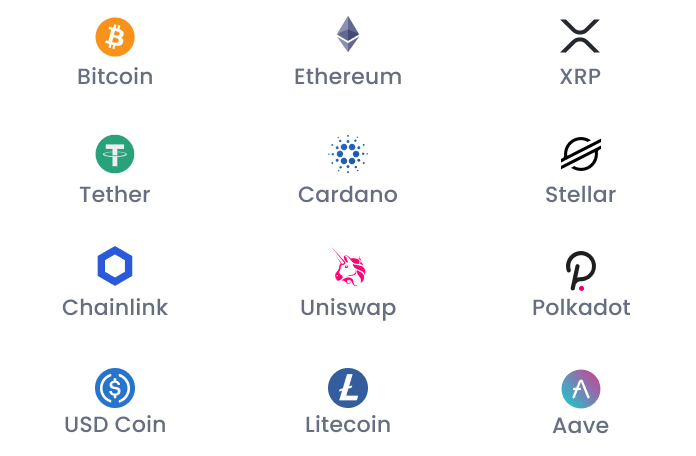 Bitcoin
Ethereum
XRP
Tether
Cardano
Stellar
Chainlink
Uniswap
Polkadot
USD Coin
Litecoin
Aave